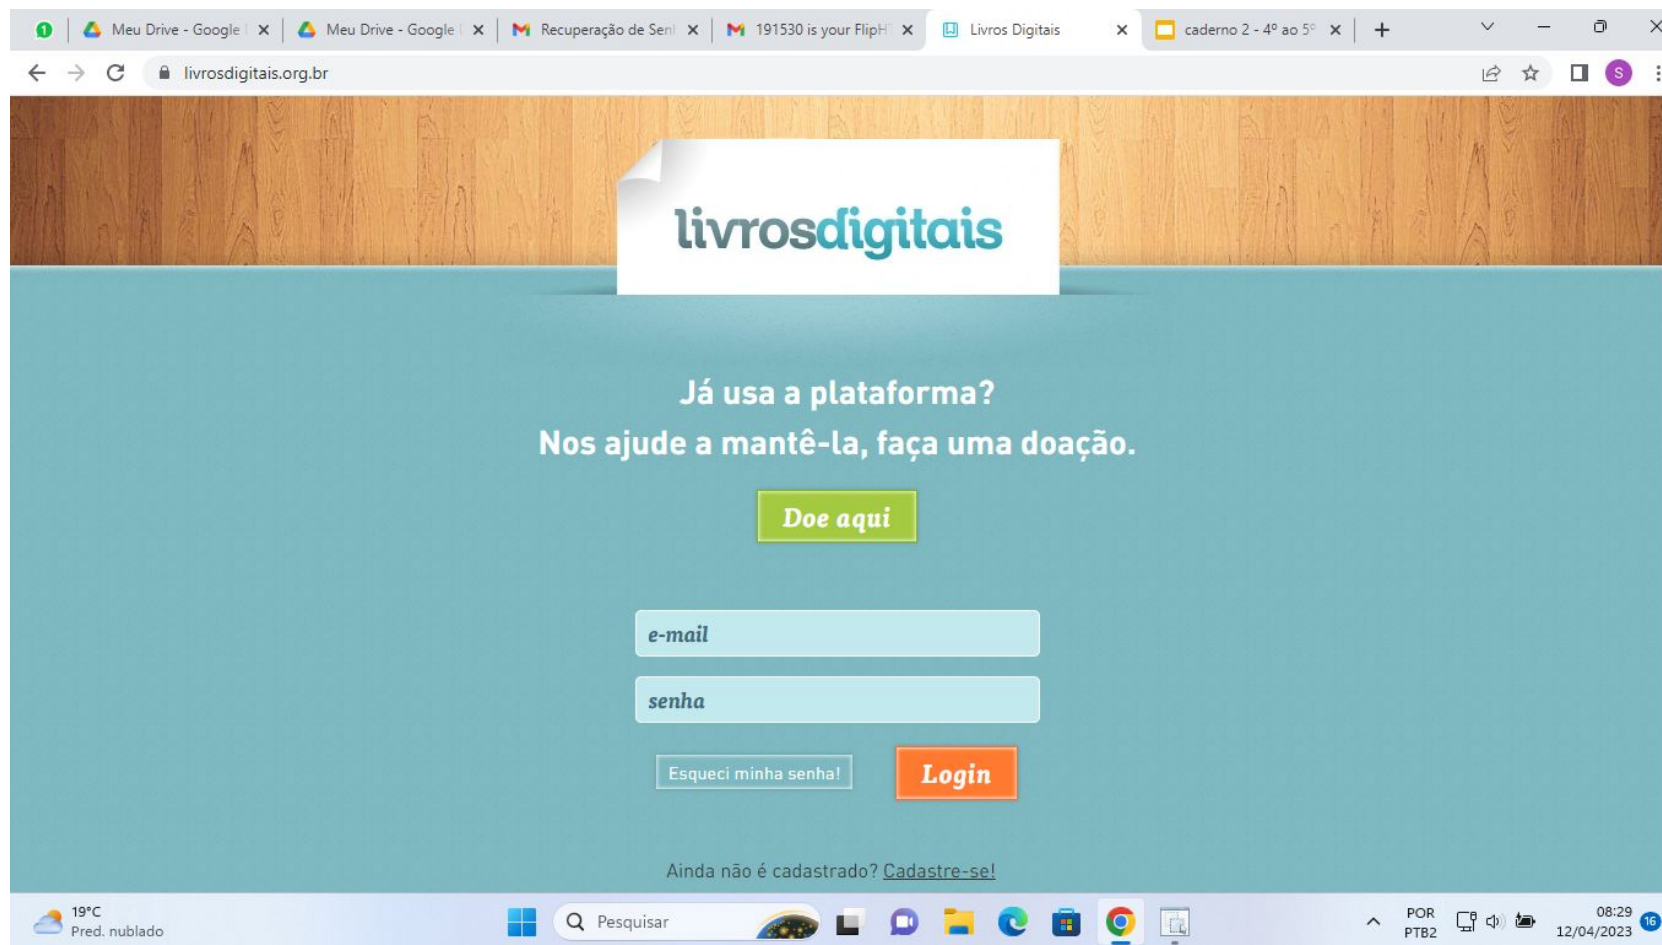 1 Meu Drive - Google Meu Drive - Google Recuperação de Sen 191530 is your FlipH Livros Digitais caderno 2 - 4º ao 5º
livrosdigitais.org.br S
livrosdigitais
Já usa a plataforma?
Nos ajude a mantê-la, faça uma doação.
Doe aqui
e-mail
senha
Esqueci minha senha! Login
Ainda não é cadastrado? Cadastre-se!
19°C
Pred. nublado
Pesquisar
POR
PTB2
08:29
12/04/2023
16